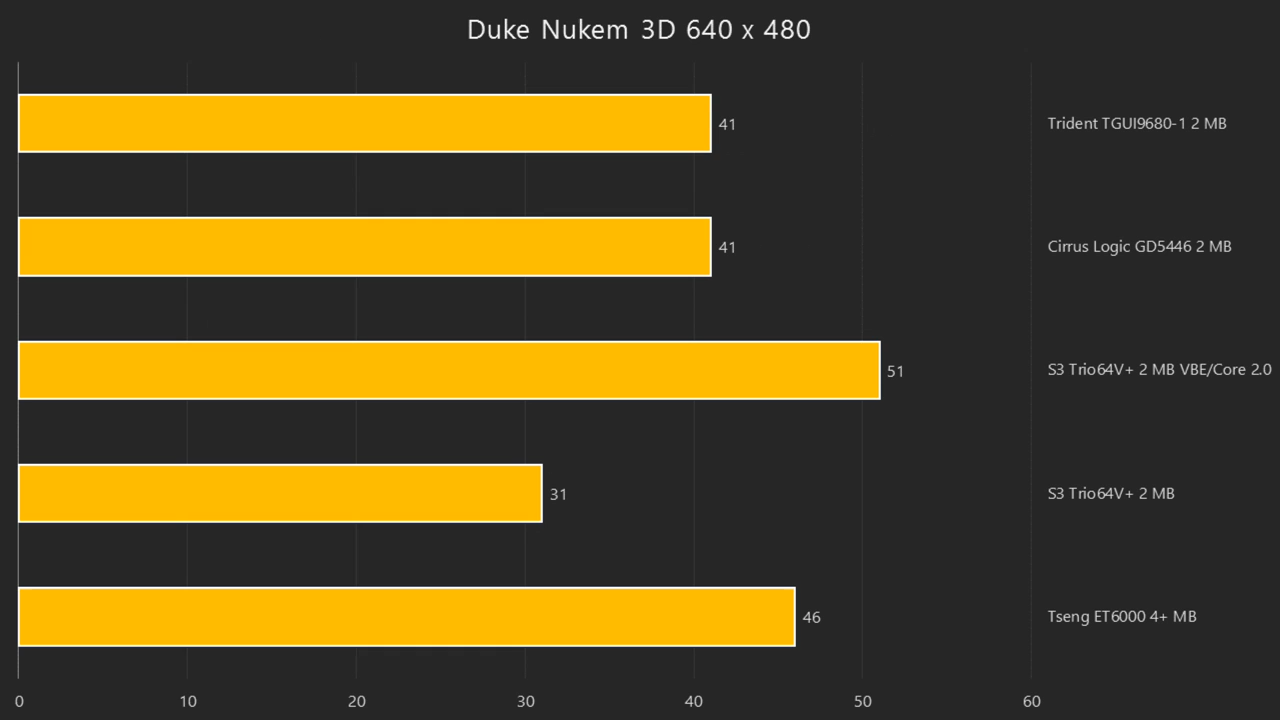 Duke Nukem 3D 640 x 480
41
Trident TGUI9680-1 2 MB
41
Cirrus Logic GD5446 2 MB
51
S3 Trio64V+ 2 MB VBE/Core 2.0
31
S3 Trio64V+ 2 MB
46
Tseng ET6000 4+ MB
0 10 20 30 40 50 60